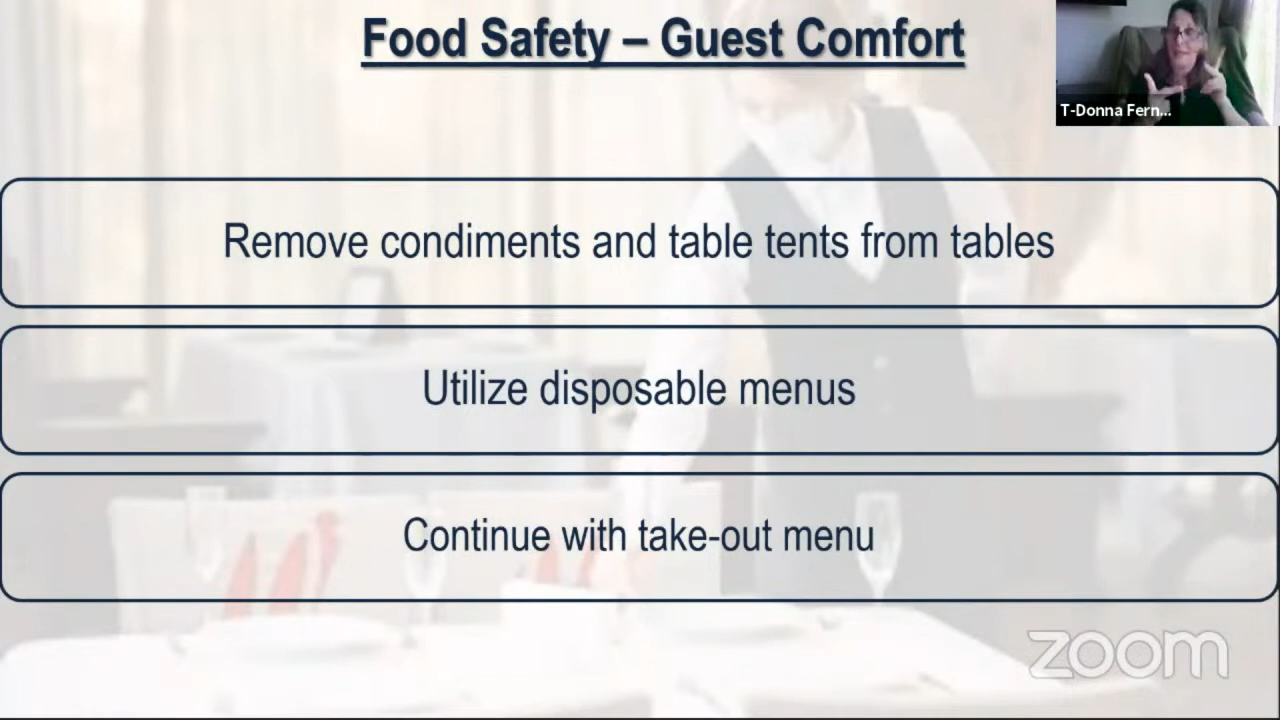 Food Safety – Guest Comfort
T-Donna Fern...
Remove condiments and table tents from tables
Utilize disposable menus
Continue with take-out menu
zoom